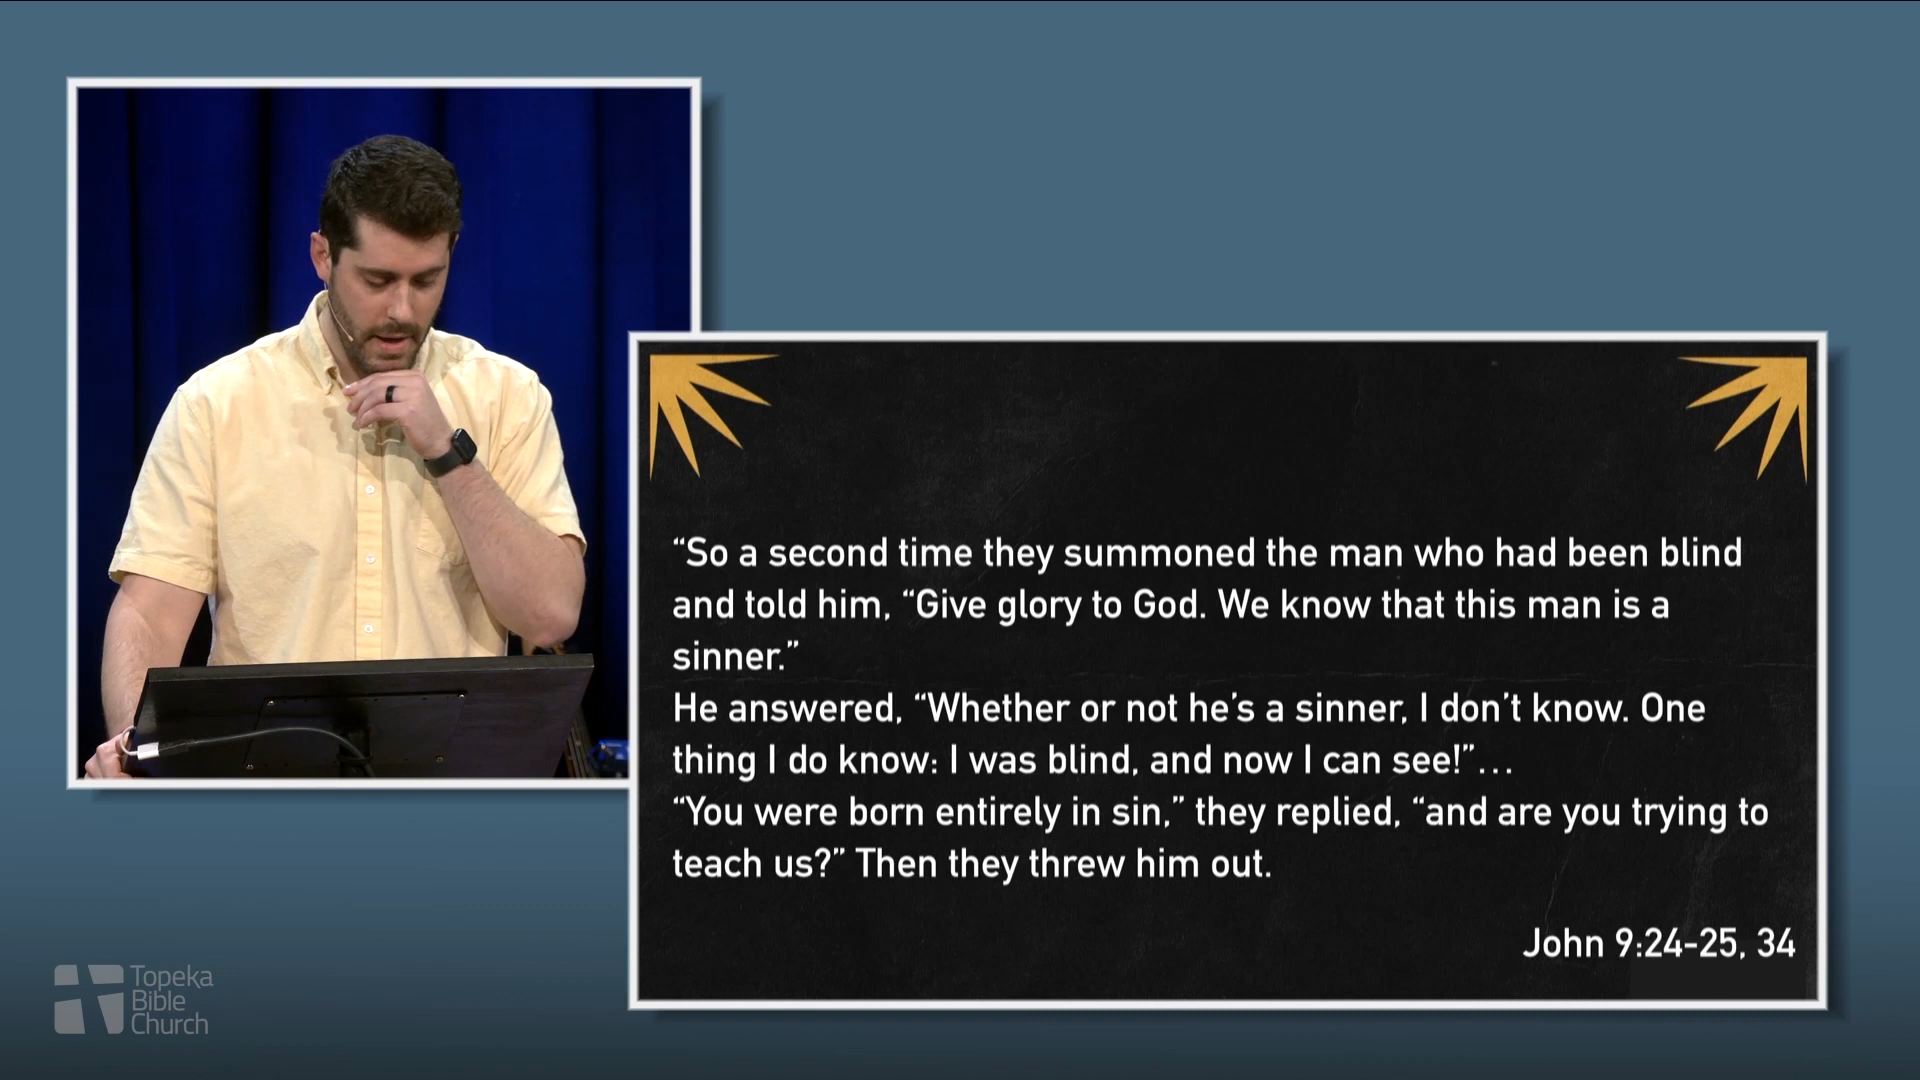 “So a second time they summoned the man who had been blind
and told him, “Give glory to God. We know that this man is a
sinner.”
He answered, “Whether or not he’s a sinner, I don’t know. One
thing I do know: I was blind, and now I can see!”…
“You were born entirely in sin,” they replied, “and are you trying to
teach us?” Then they threw him out.
John 9:24-25, 34
Topeka
Bible
Church